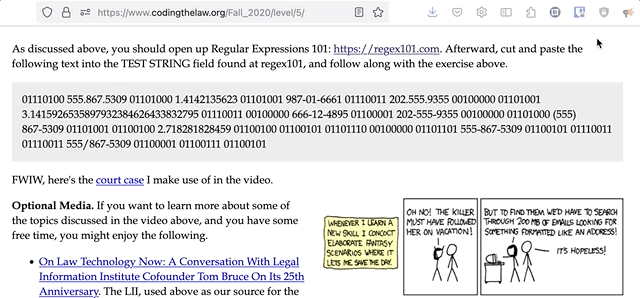 https://www.codingthelaw.org/Fall_2020/level/5/
As discussed above, you should open up Regular Expressions 101: https://regex101.com. Afterward, cut and paste the
following text into the TEST STRING field found at regex101, and follow along with the exercise above.
01110100 555.867.5309 01101000 1.4142135623 01101001 987-01-6661 01110011 202.555.9355 00100000 01101001
3.14159265358979323846264338​32795 01110011 00100000 666-12-4895 01100001 202-555-9355 00100000 01101000 (555)
867-5309 01101001 01100100 2.718281828459 01100100 01100101 01101110 00100000 01101101 555-867-5309 01100101 01110011
01110011 555/867-5309 01100001 01100111 01100101
FWIW, here's the court case I make use of in the video.
Optional Media. If you want to learn more about some of
the topics discussed in the video above, and you have some
free time, you might enjoy the following.
• On Law Technology Now: A Conversation With Legal
Information Institute Cofounder Tom Bruce On Its 25th
Anniversary. The LII, used above as our source for the
WHENEVER I LEARN A
NEW SKILL I CONCOCT
ELABORATE FANTASY
SCENARIOS WHERE IT
LETS ME SAVE THE DAY.
OH NO! THE KILLER
MUST HAVE FOLLOWED
HER ON VACATION!
BUT TO FIND THEM WE'D HAVE TO SEARCH
THROUGH 200 MB OF EMAILS LOOKING FOR
SOMETHING FORMATTED LIKE AN ADDRESS!
IT'S HOPELESS!